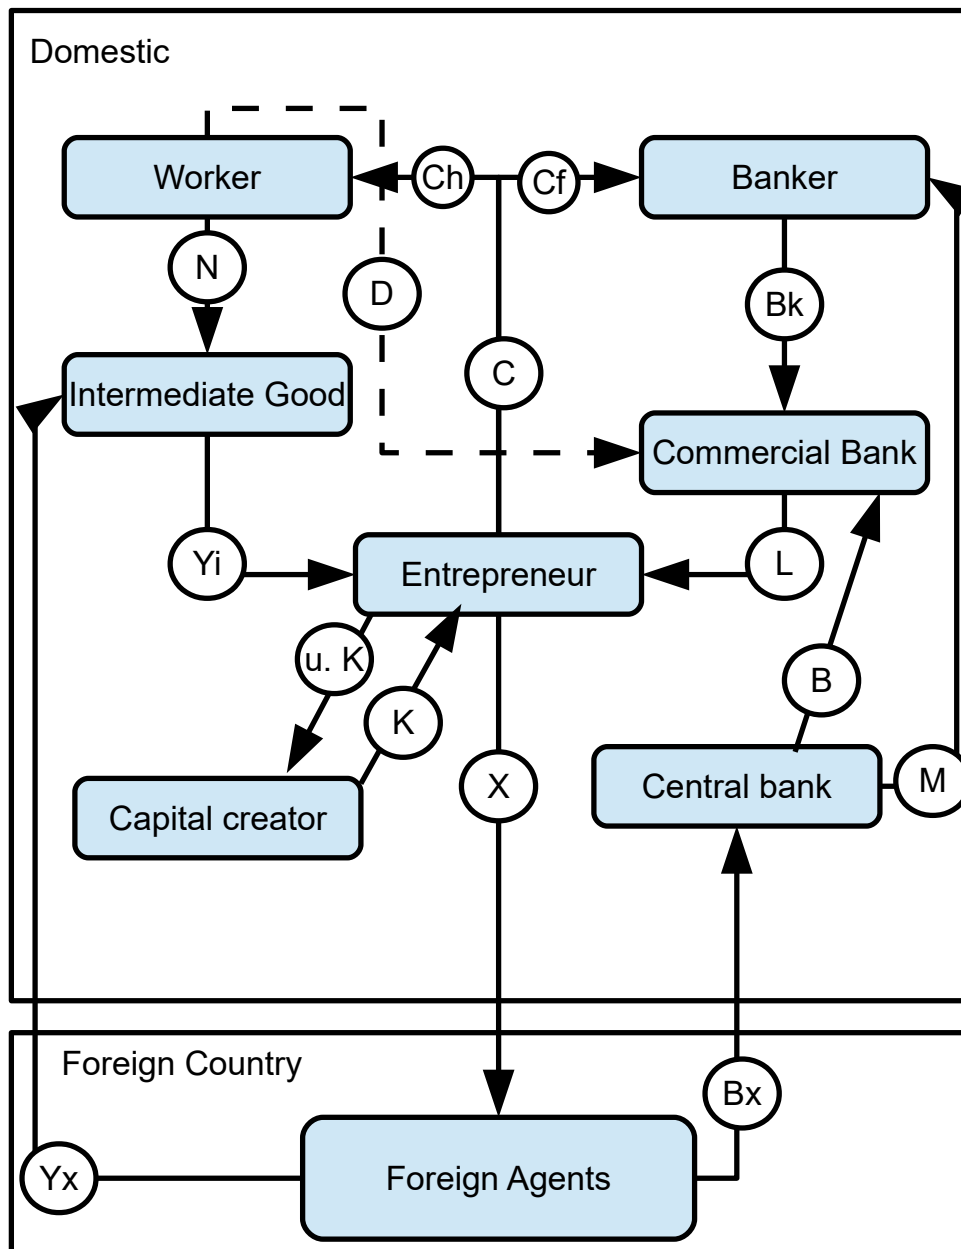 Domestic
Worker
Ch
Cf
Banker
N
D
Bk
C
Intermediate Good
Commercial Bank
Yi
Entrepreneur
L
u. K
K
B
X
Central bank
M
Capital creator
Foreign Country
Bx
Yx
Foreign Agents